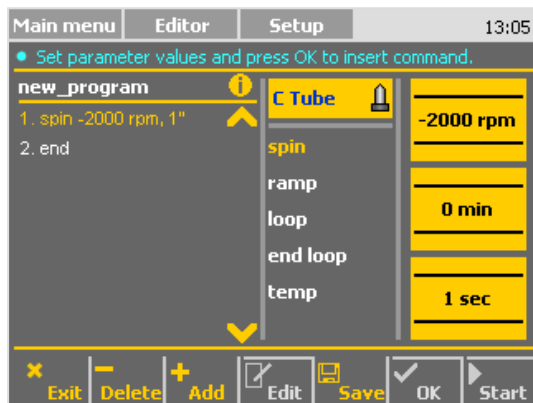 Main menu Editor Setup 13:05
Set parameter values and press OK to insert command.
new_program
1. spin -2000 rpm, 1"
2. end
C Tube
spin
ramp
loop
end loop
temp
-2000 rpm
0 min
1 sec
Exit Delete Add Edit Save OK Start